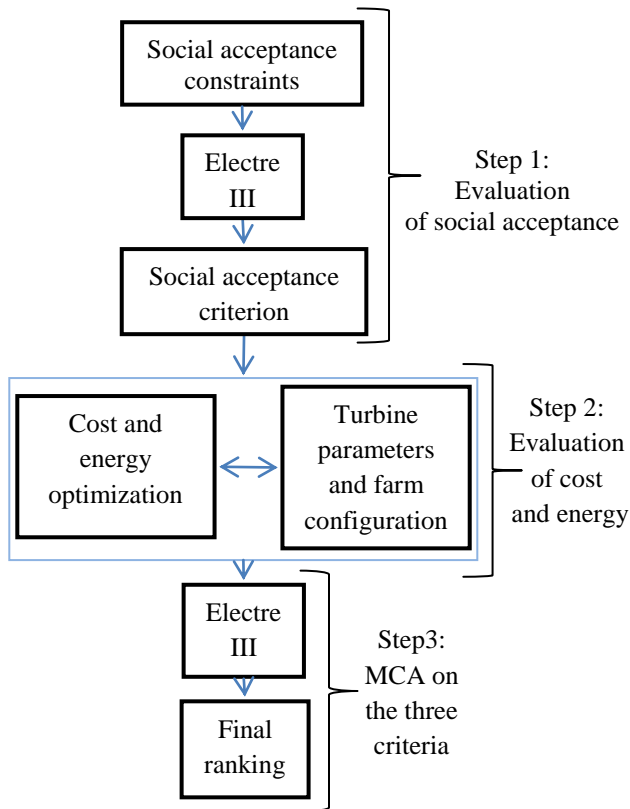 Social acceptance
constraints
Electre
III
Social acceptance
criterion
Step 1:
Evaluation
of social acceptance
Cost and
energy
optimization
Turbine
parameters
and farm
configuration
Step 2:
Evaluation
of cost
and energy
Electre
III
Final
ranking
Step3:
MCA on
the three
criteria